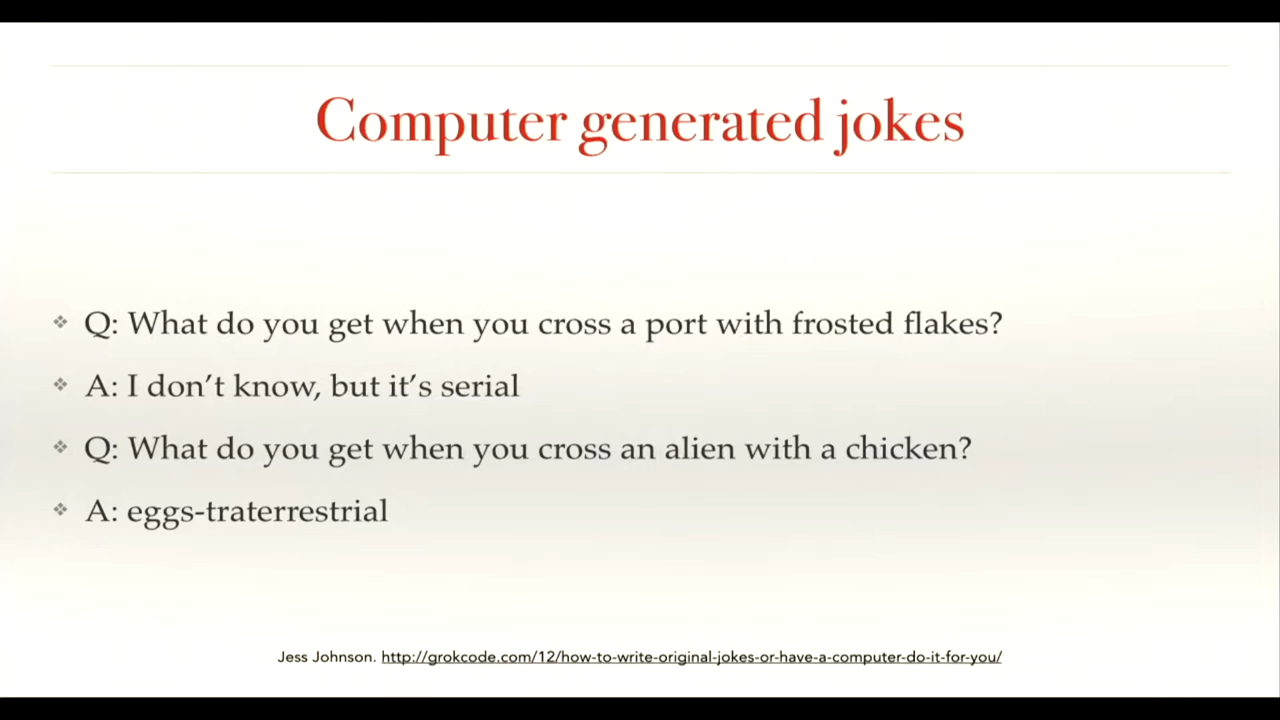 Computer generated jokes
Q: What do you get when you cross a port with frosted flakes?
A: I don’t know, but it’s serial
Q: What do you get when you cross an alien with a chicken?
A: eggs-traterrestrial
Jess Johnson. http://grokcode.com/12/how-to-write-original-jokes-or-have-a-computer-do-it-for-you/